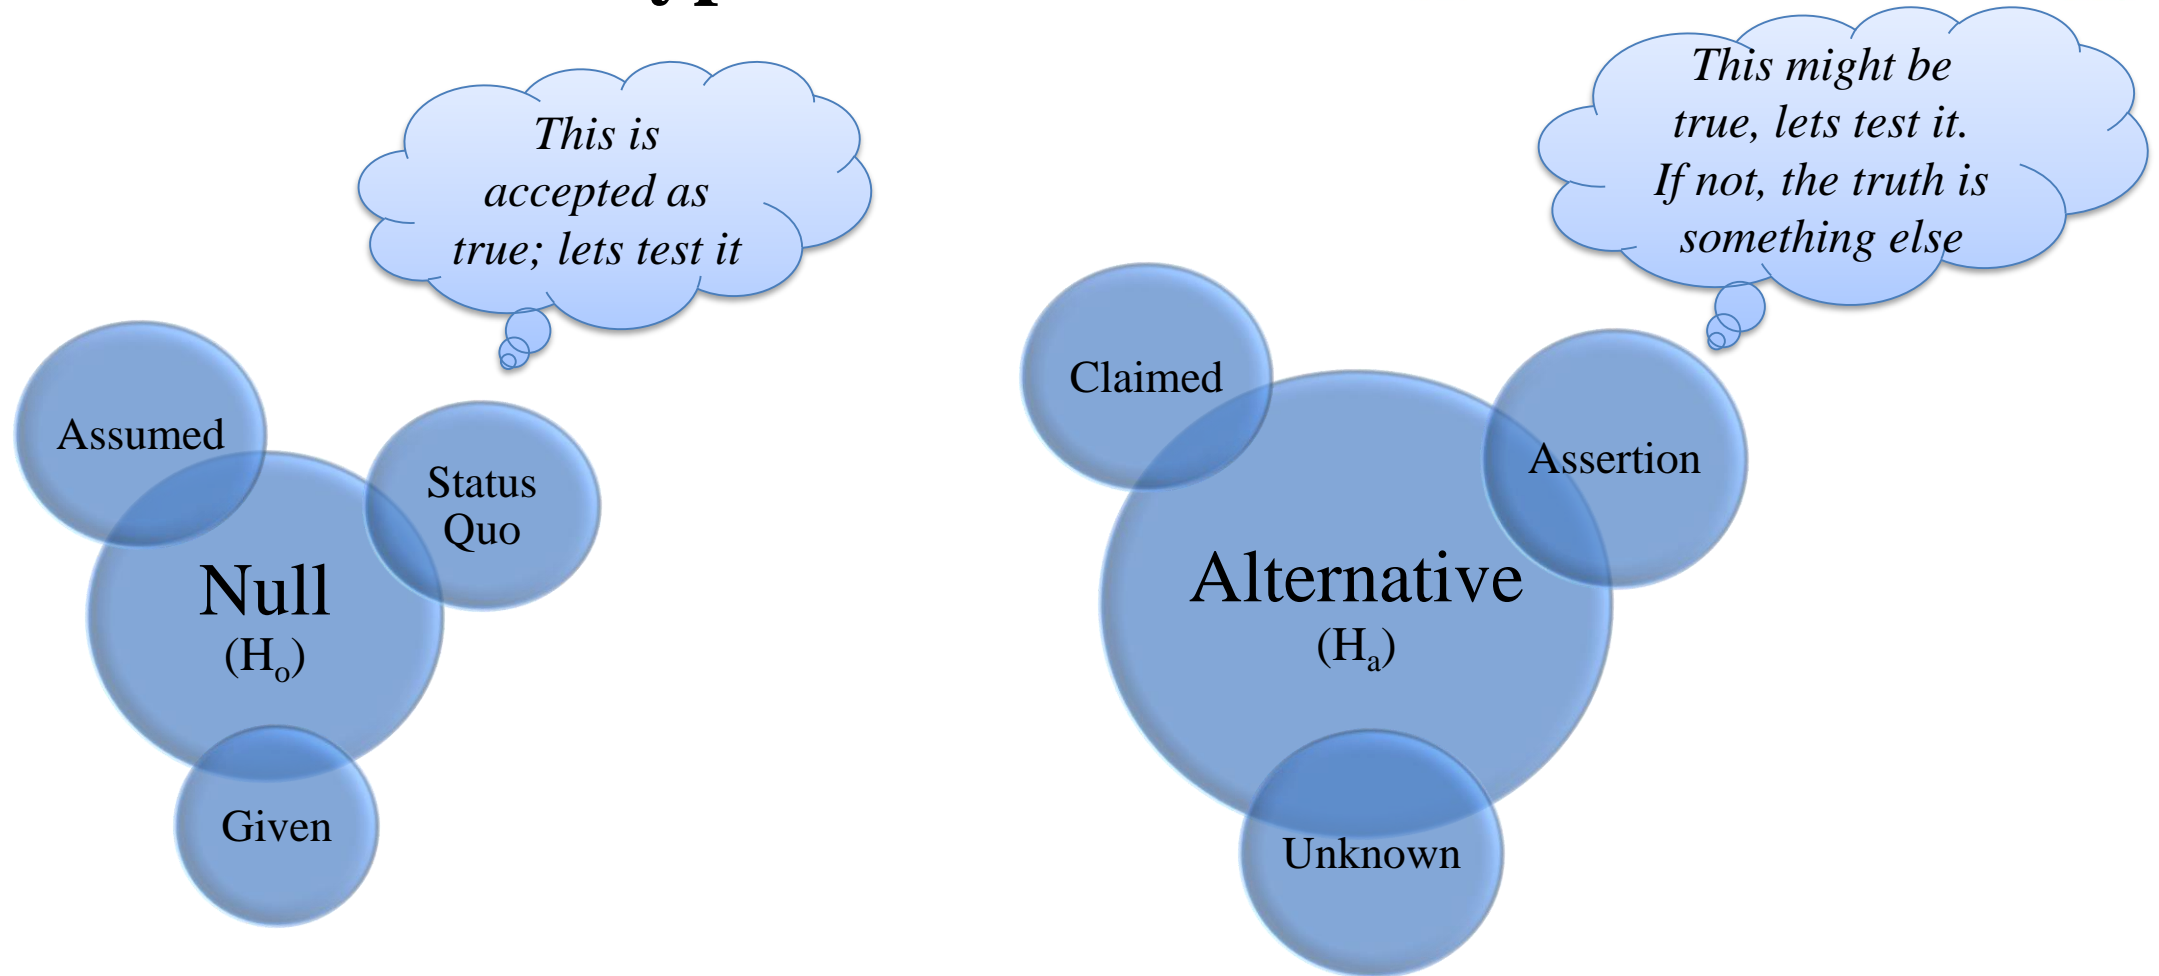 This is
accepted as
true; lets test it
Assumed
Status
Quo
Null
(Ho)
Given
This might be
true, lets test it.
If not, the truth is
something else
Claimed
Assertion
Alternative
(Ha)
Unknown